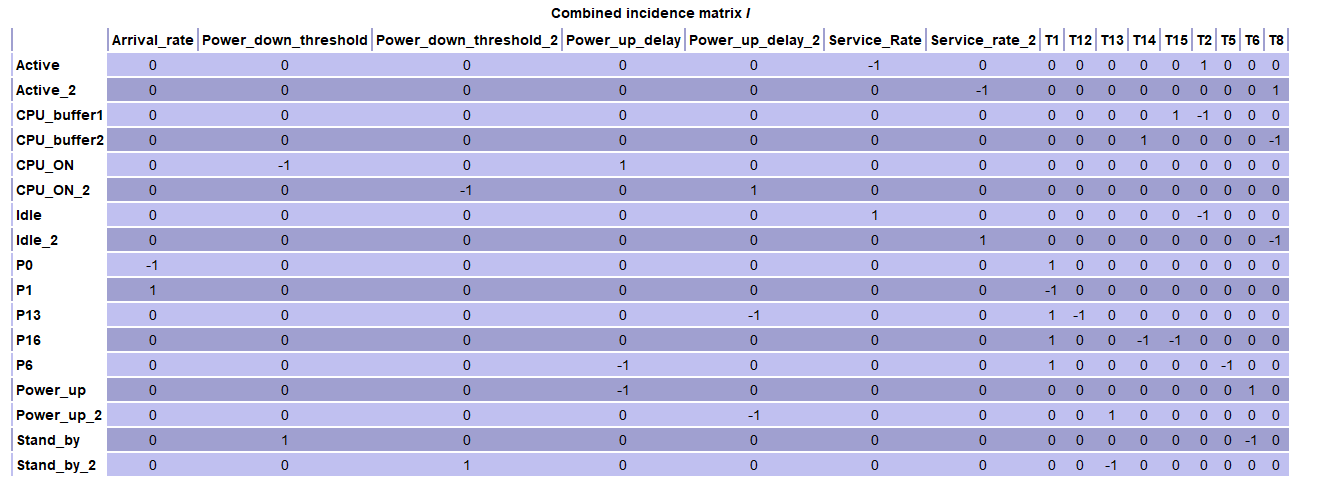 Combined incidence matrix I
Arrival_rate Power_down_threshold Power_down_threshold_2 Power_up_delay Power_up_delay_2 Service_Rate Service_rate_2 T1 T12 T13 T14 T15 T2 T5 T6 T8
Active 0 0 0 0 0 -1 0 0 0 0 0 0 1 0 0 0
Active_2 0 0 0 0 0 0 -1 0 0 0 0 0 0 0 0 1
CPU_buffer1 0 0 0 0 0 0 0 0 0 0 0 1 -1 0 0 0
CPU_buffer2 0 0 0 0 0 0 0 0 0 0 1 0 0 0 0 -1
CPU_ON 0 -1 0 1 0 0 0 0 0 0 0 0 0 0 0 0
CPU_ON_2 0 0 -1 0 1 0 0 0 0 0 0 0 0 0 0 0
Idle 0 0 0 0 0 1 0 0 0 0 0 0 -1 0 0 0
Idle_2 0 0 0 0 0 0 1 0 0 0 0 0 0 0 0 -1
P0 -1 0 0 0 0 0 0 1 0 0 0 0 0 0 0 0
P1 1 0 0 0 0 0 0 -1 0 0 0 0 0 0 0 0
P13 0 0 0 0 -1 0 0 1 -1 0 0 0 0 0 0 0
P16 0 0 0 0 0 0 0 1 0 0 -1 -1 0 0 0 0
P6 0 0 0 -1 0 0 0 1 0 0 0 0 0 -1 0 0
Power_up 0 0 0 -1 0 0 0 0 0 0 0 0 0 0 1 0
Power_up_2 0 0 0 0 -1 0 0 0 0 1 0 0 0 0 0 0
Stand_by 0 1 0 0 0 0 0 0 0 0 0 0 0 0 -1 0
Stand_by_2 0 0 1 0 0 0 0 0 0 -1 0 0 0 0 0 0